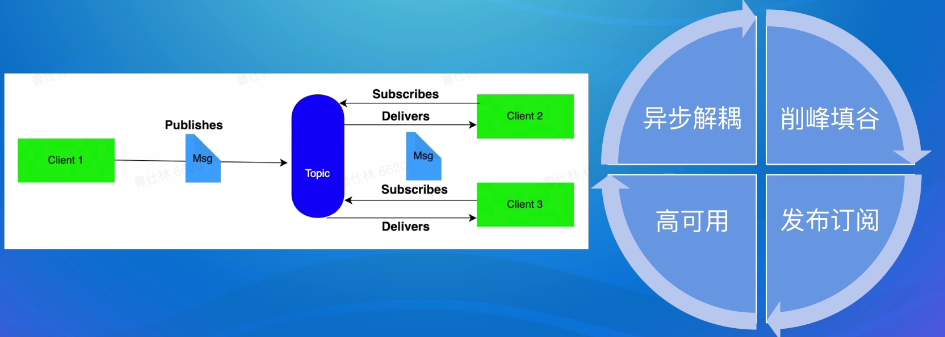 Publishes
Client 1
Msg
Topic
Subscribes
Delivers
Client 2
Msg
Subscribes
Delivers
Client 3
异步解耦
削峰填谷
高可用
发布订阅